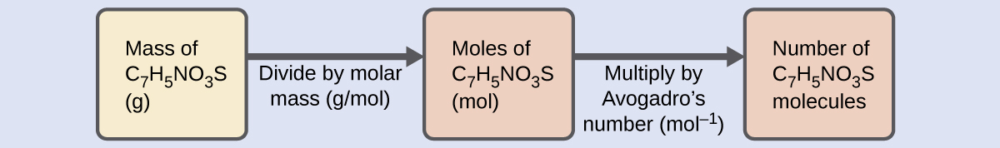 Mass of
C₇H₅NO₃S
(g)
Divide by molar
mass (g/mol)
Moles of
C₇H₅NO₃S
(mol)
Multiply by
Avogadro’s
number (mol⁻¹)
Number of
C₇H₅NO₃S
molecules